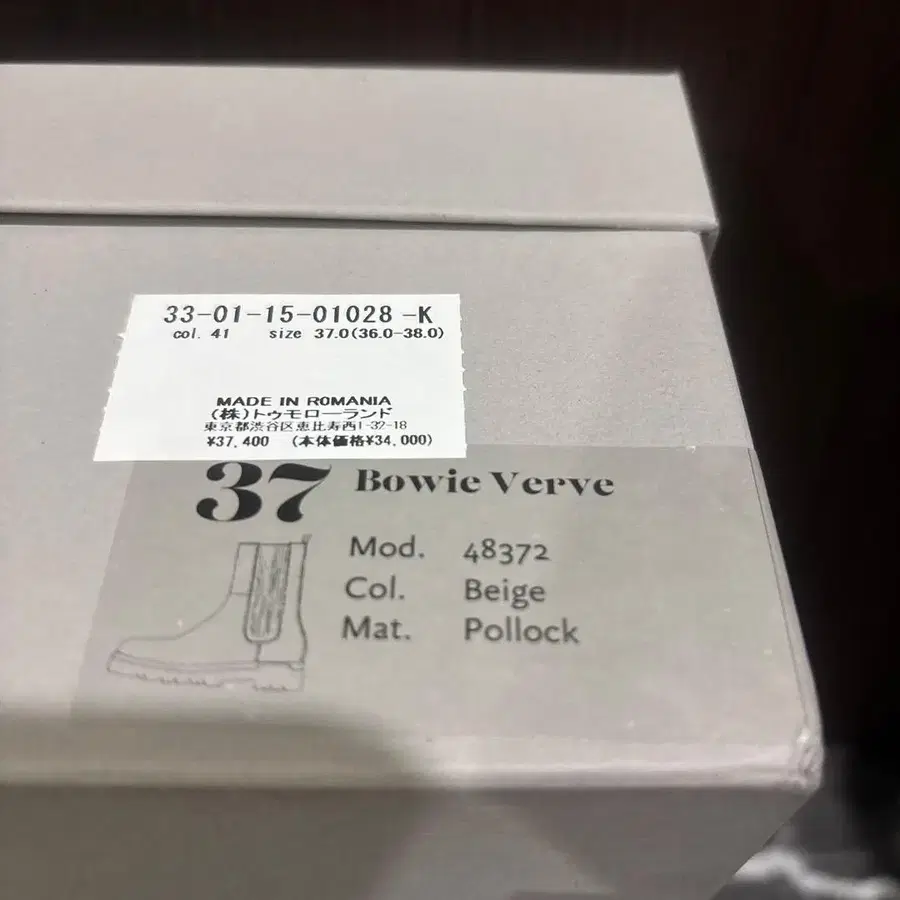 33-01-15-01028-K
col. 41 size 37.0(36.0-38.0)
MADE IN ROMANIA
(株)トゥモローランド
東京都渋谷区恵比寿西1-32-18
¥37,400 (本体価格¥34,000)
37 Bowie Verve
Mod. 48372
Col. Beige
Mat. Pollock